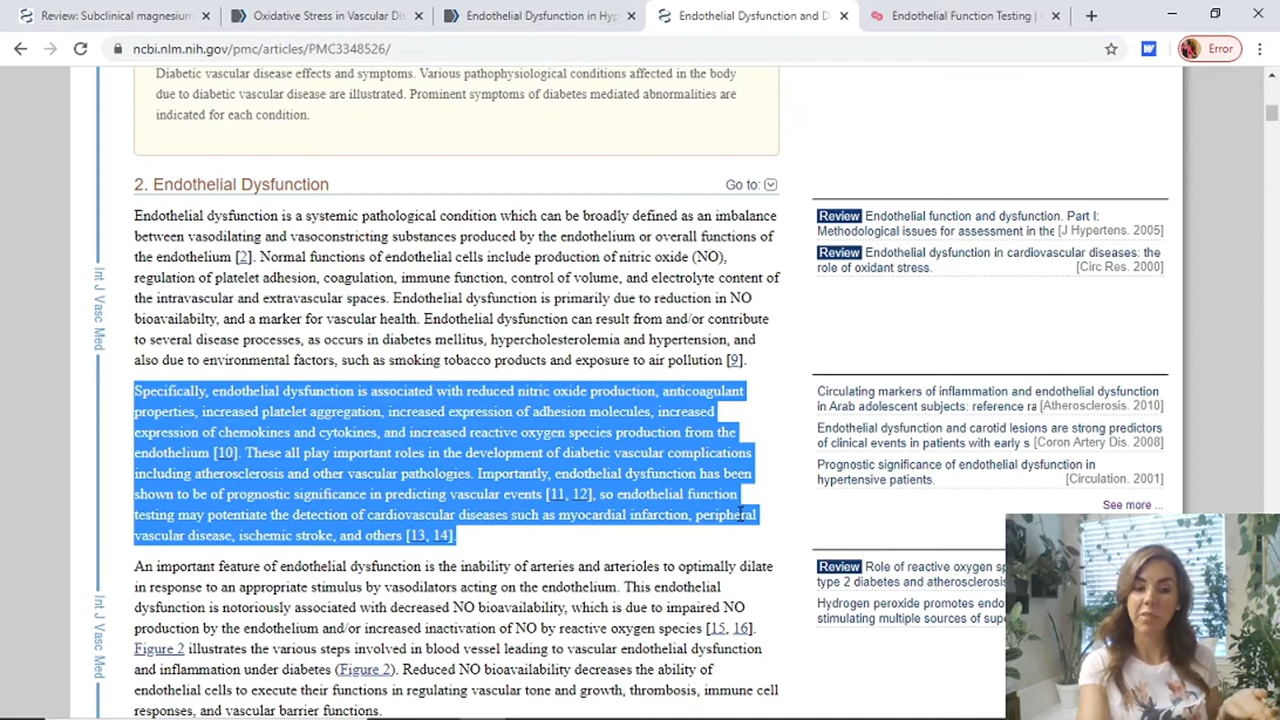 Review: Subclinical magnesium
Oxidative Stress in Vascular Dis
Endothelial Dysfunction in Hyp
Endothelial Dysfunction and D
Endothelial Function Testing |
ncbi.nlm.nih.gov/pmc/articles/PMC3348526/
Error
Diabetic vascular disease effects and symptoms. Various pathophysiological conditions affected in the body
due to diabetic vascular disease are illustrated. Prominent symptoms of diabetes mediated abnormalities are
indicated for each condition.
2. Endothelial Dysfunction
Go to:
Endothelial dysfunction is a systemic pathological condition which can be broadly defined as an imbalance
between vasodilating and vasoconstricting substances produced by the endothelium or overall functions of
the endothelium [2]. Normal functions of endothelial cells include production of nitric oxide (NO),
regulation of platelet adhesion, coagulation, immune function, control of volume, and electrolyte content of
the intravascular and extravascular spaces. Endothelial dysfunction is primarily due to reduction in NO
bioavailabilty, and a marker for vascular health. Endothelial dysfunction can result from and/or contribute
to several disease processes, as occurs in diabetes mellitus, hypercholesterolemia and hypertension, and
also due to environmental factors, such as smoking tobacco products and exposure to air pollution [9].
Specifically, endothelial dysfunction is associated with reduced nitric oxide production, anticoagulant
properties, increased platelet aggregation, increased expression of adhesion molecules, increased
expression of chemokines and cytokines, and increased reactive oxygen species production from the
endothelium [10]. These all play important roles in the development of diabetic vascular complications
including atherosclerosis and other vascular pathologies. Importantly, endothelial dysfunction has been
shown to be of prognostic significance in predicting vascular events [11, 12], so endothelial function
testing may potentiate the detection of cardiovascular diseases such as myocardial infarction, peripheral
vascular disease, ischemic stroke, and others [13, 14].
An important feature of endothelial dysfunction is the inability of arteries and arterioles to optimally dilate
in response to an appropriate stimulus by vasodilators acting on the endothelium. This endothelial
dysfunction is notoriously associated with decreased NO bioavailability, which is due to impaired NO
production by the endothelium and/or increased inactivation of NO by reactive oxygen species [15, 16].
Figure 2 illustrates the various steps involved in blood vessel leading to vascular endothelial dysfunction
and inflammation under diabetes (Figure 2). Reduced NO bioavailibility decreases the ability of
endothelial cells to execute their functions in regulating vascular tone and growth, thrombosis, immune cell
responses, and vascular barrier functions.
Int J Vasc Med
Int J Vasc Med
Review Endothelial function and dysfunction. Part I:
Methodological issues for assessment in the [J Hypertens. 2005]
Review Endothelial dysfunction in cardiovascular diseases: the
role of oxidant stress. [Circ Res. 2000]
Circulating markers of inflammation and endothelial dysfunction
in Arab adolescent subjects: reference ra [Atherosclerosis. 2010]
Endothelial dysfunction and carotid lesions are strong predictors
of clinical events in patients with early s [Coron Artery Dis. 2008]
Prognostic significance of endothelial dysfunction in
hypertensive patients. [Circulation. 2001]
See more ...
Review Role of reactive oxygen sp
type 2 diabetes and atherosclerosis
Hydrogen peroxide promotes endo
stimulating multiple sources of sup